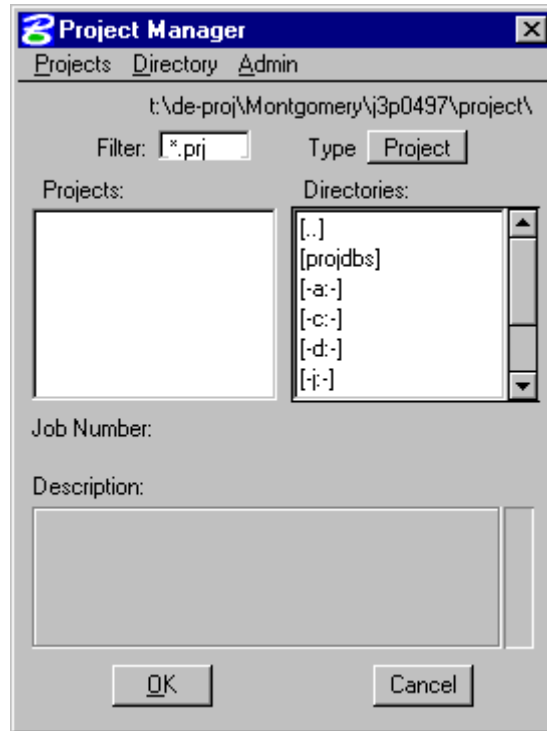 Project Manager
Projects Directory Admin
t:\de-proj\Montgomery\j3p0497\project\
Filter: *.prj Type Project
Projects: Directories:
[..]
[projdbs]
[-a:-]
[-c:-]
[-d:-]
[-j:-]
Job Number:
Description:
OK Cancel